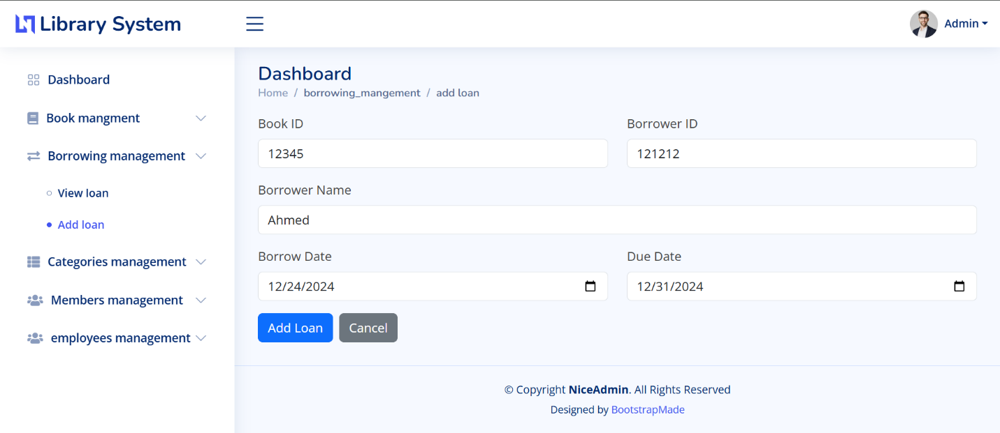 Library System
Admin
Dashboard
Book mangment
Borrowing management
View loan
Add loan
Categories management
Members management
employees management
Dashboard
Home / borrowing_mangement / add loan
Book ID
Borrower ID
12345
121212
Borrower Name
Ahmed
Borrow Date
Due Date
12/24/2024
12/31/2024
Add Loan
Cancel
© Copyright NiceAdmin. All Rights Reserved
Designed by BootstrapMade